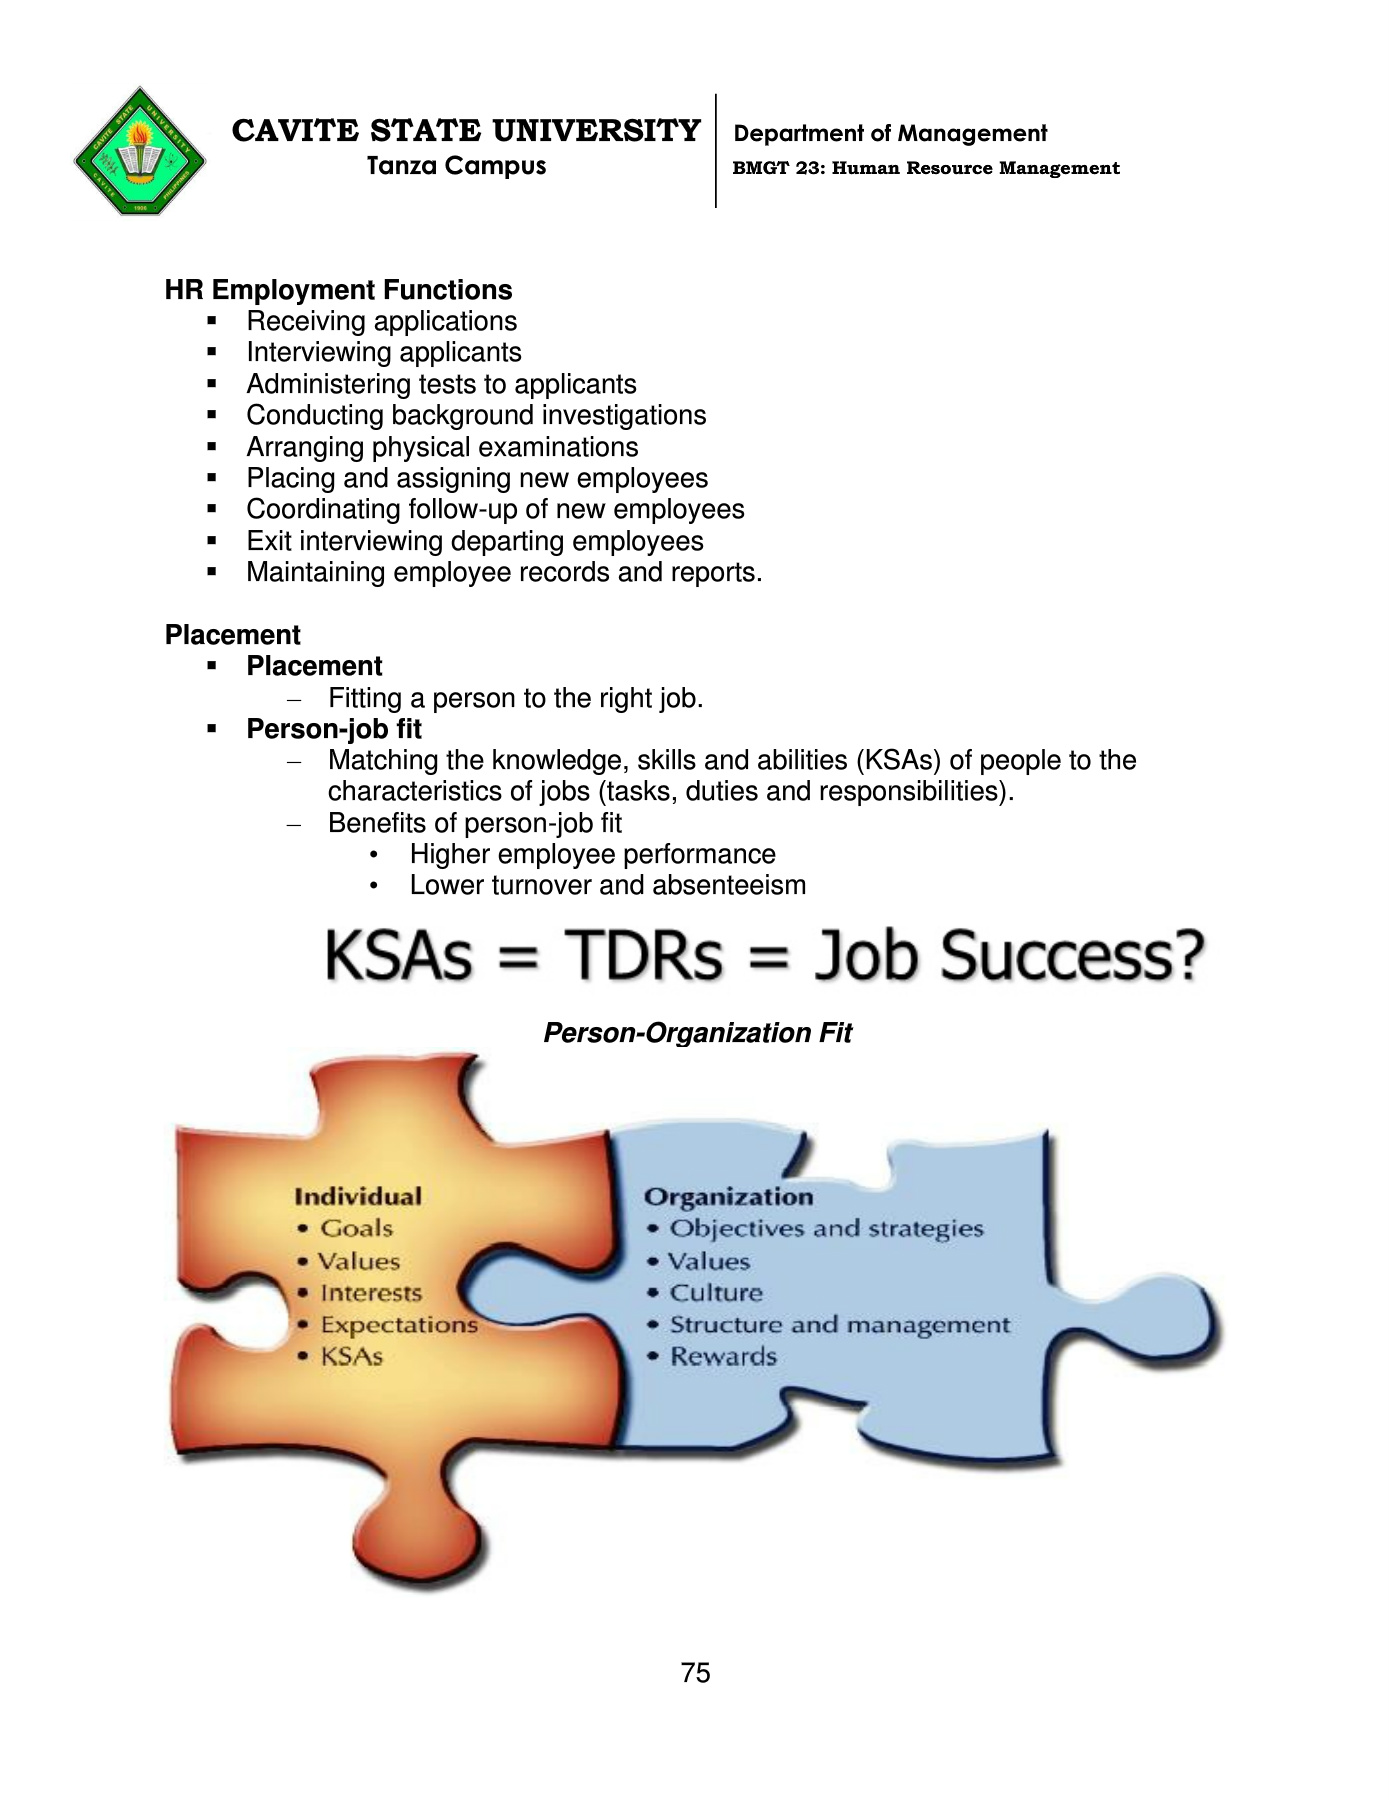 CAVITE STATE UNIVERSITY
Tanza Campus
Department of Management
BMGT 23: Human Resource Management
CAVITE STATE UNIVERSITY
CAVITE
PHILIPPINES
1906
HR Employment Functions
▪ Receiving applications
▪ Interviewing applicants
▪ Administering tests to applicants
▪ Conducting background investigations
▪ Arranging physical examinations
▪ Placing and assigning new employees
▪ Coordinating follow-up of new employees
▪ Exit interviewing departing employees
▪ Maintaining employee records and reports.
Placement
▪ Placement
– Fitting a person to the right job.
▪ Person-job fit
– Matching the knowledge, skills and abilities (KSAs) of people to the
characteristics of jobs (tasks, duties and responsibilities).
– Benefits of person-job fit
• Higher employee performance
• Lower turnover and absenteeism
KSAs = TDRs = Job Success?
Person-Organization Fit
Individual
• Goals
• Values
• Interests
• Expectations
• KSAs
Organization
• Objectives and strategies
• Values
• Culture
• Structure and management
• Rewards
75